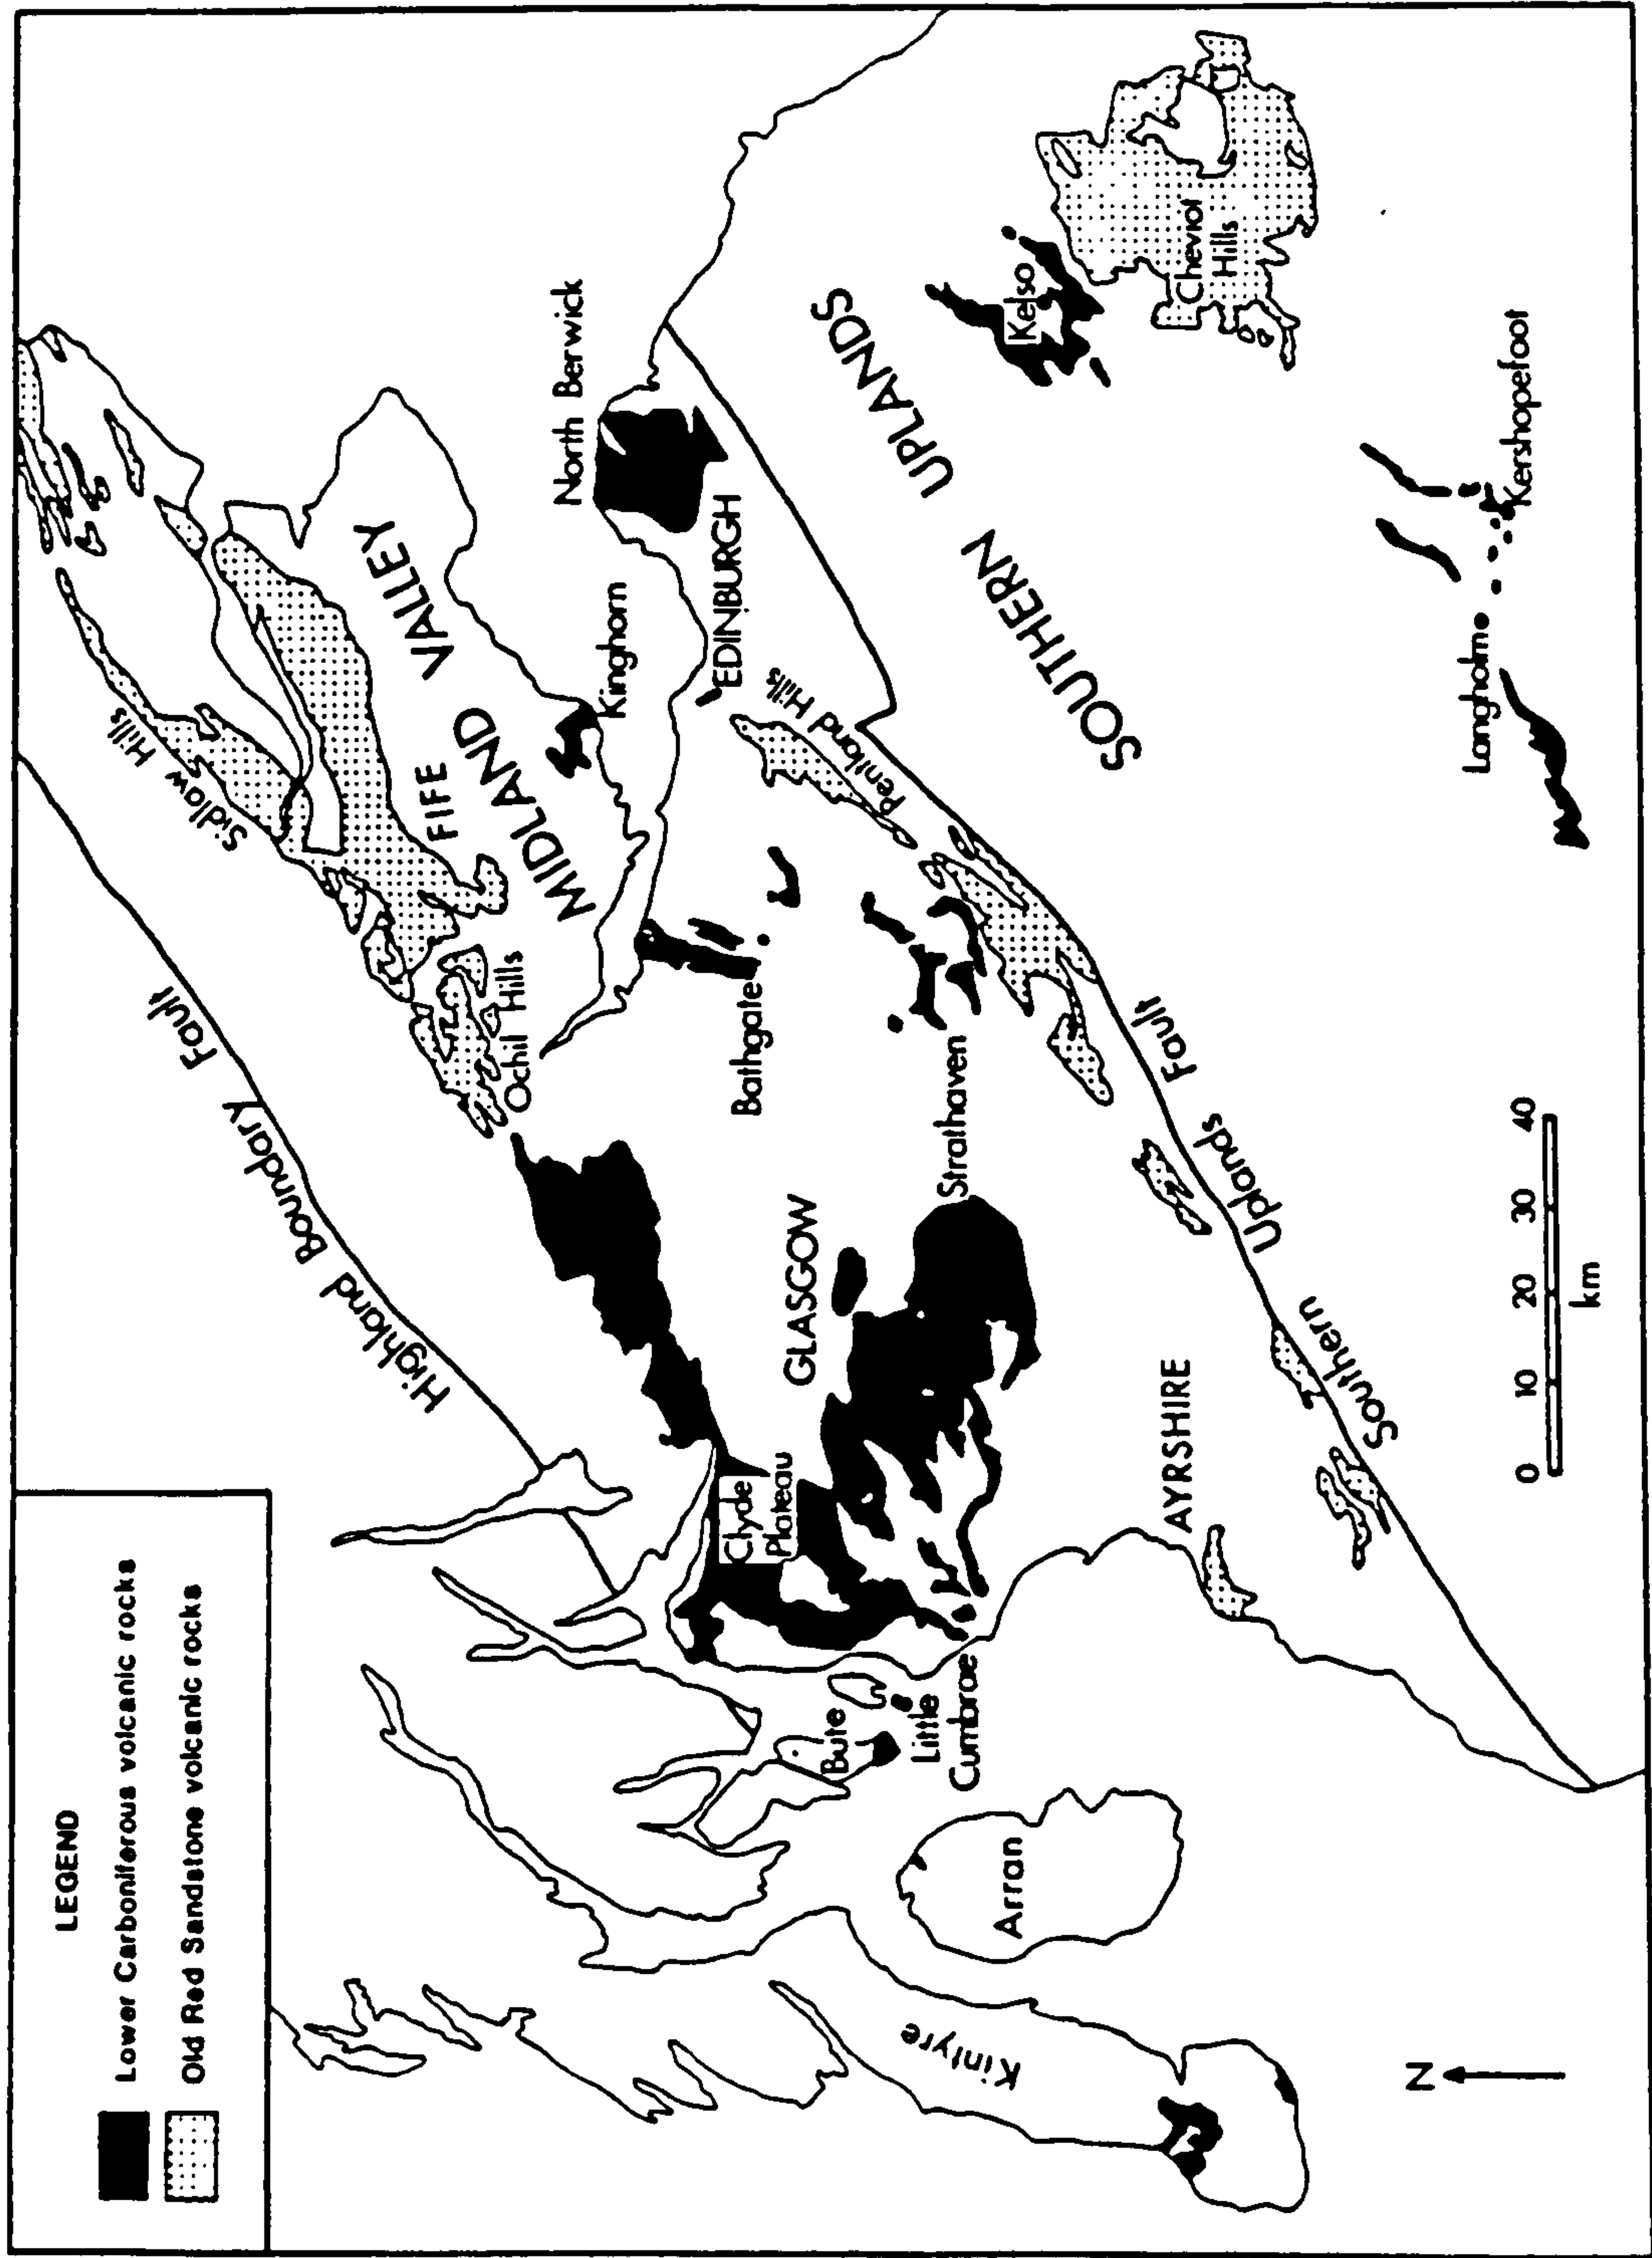 LEGEND
Lower Carboniferous volcanic rocks
Old Red Sandstone volcanic rocks
Highland Boundary Fault
Sidlaw Hills
Ochil Hills
FIFE
MIDLAND VALLEY
Kinghorn
North Berwick
EDINBURGH
Pentland Hills
Bathgate
GLASGOW
Clyde
Plateau
Strathaven
Bute
Little
Cumbrae
Arran
Kintyre
AYRSHIRE
Southern Uplands Fault
SOUTHERN UPLANDS
Kelso
Cheviot
Hills
Langholm
Kershopefoot
N
0 10 20 30 40
km